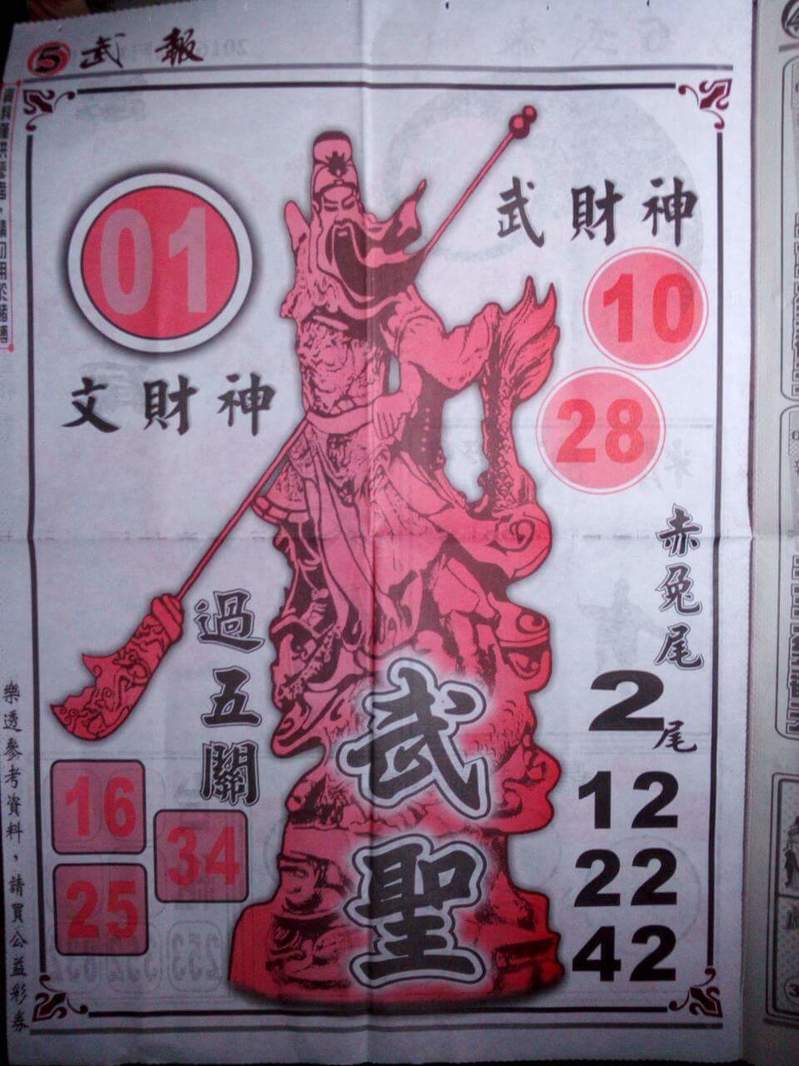 5 武報
01
文財神
武財神
10
28
赤兔尾
2尾
12
22
42
過五關
16
34
25
武聖
樂透參考資料，請買公益彩券